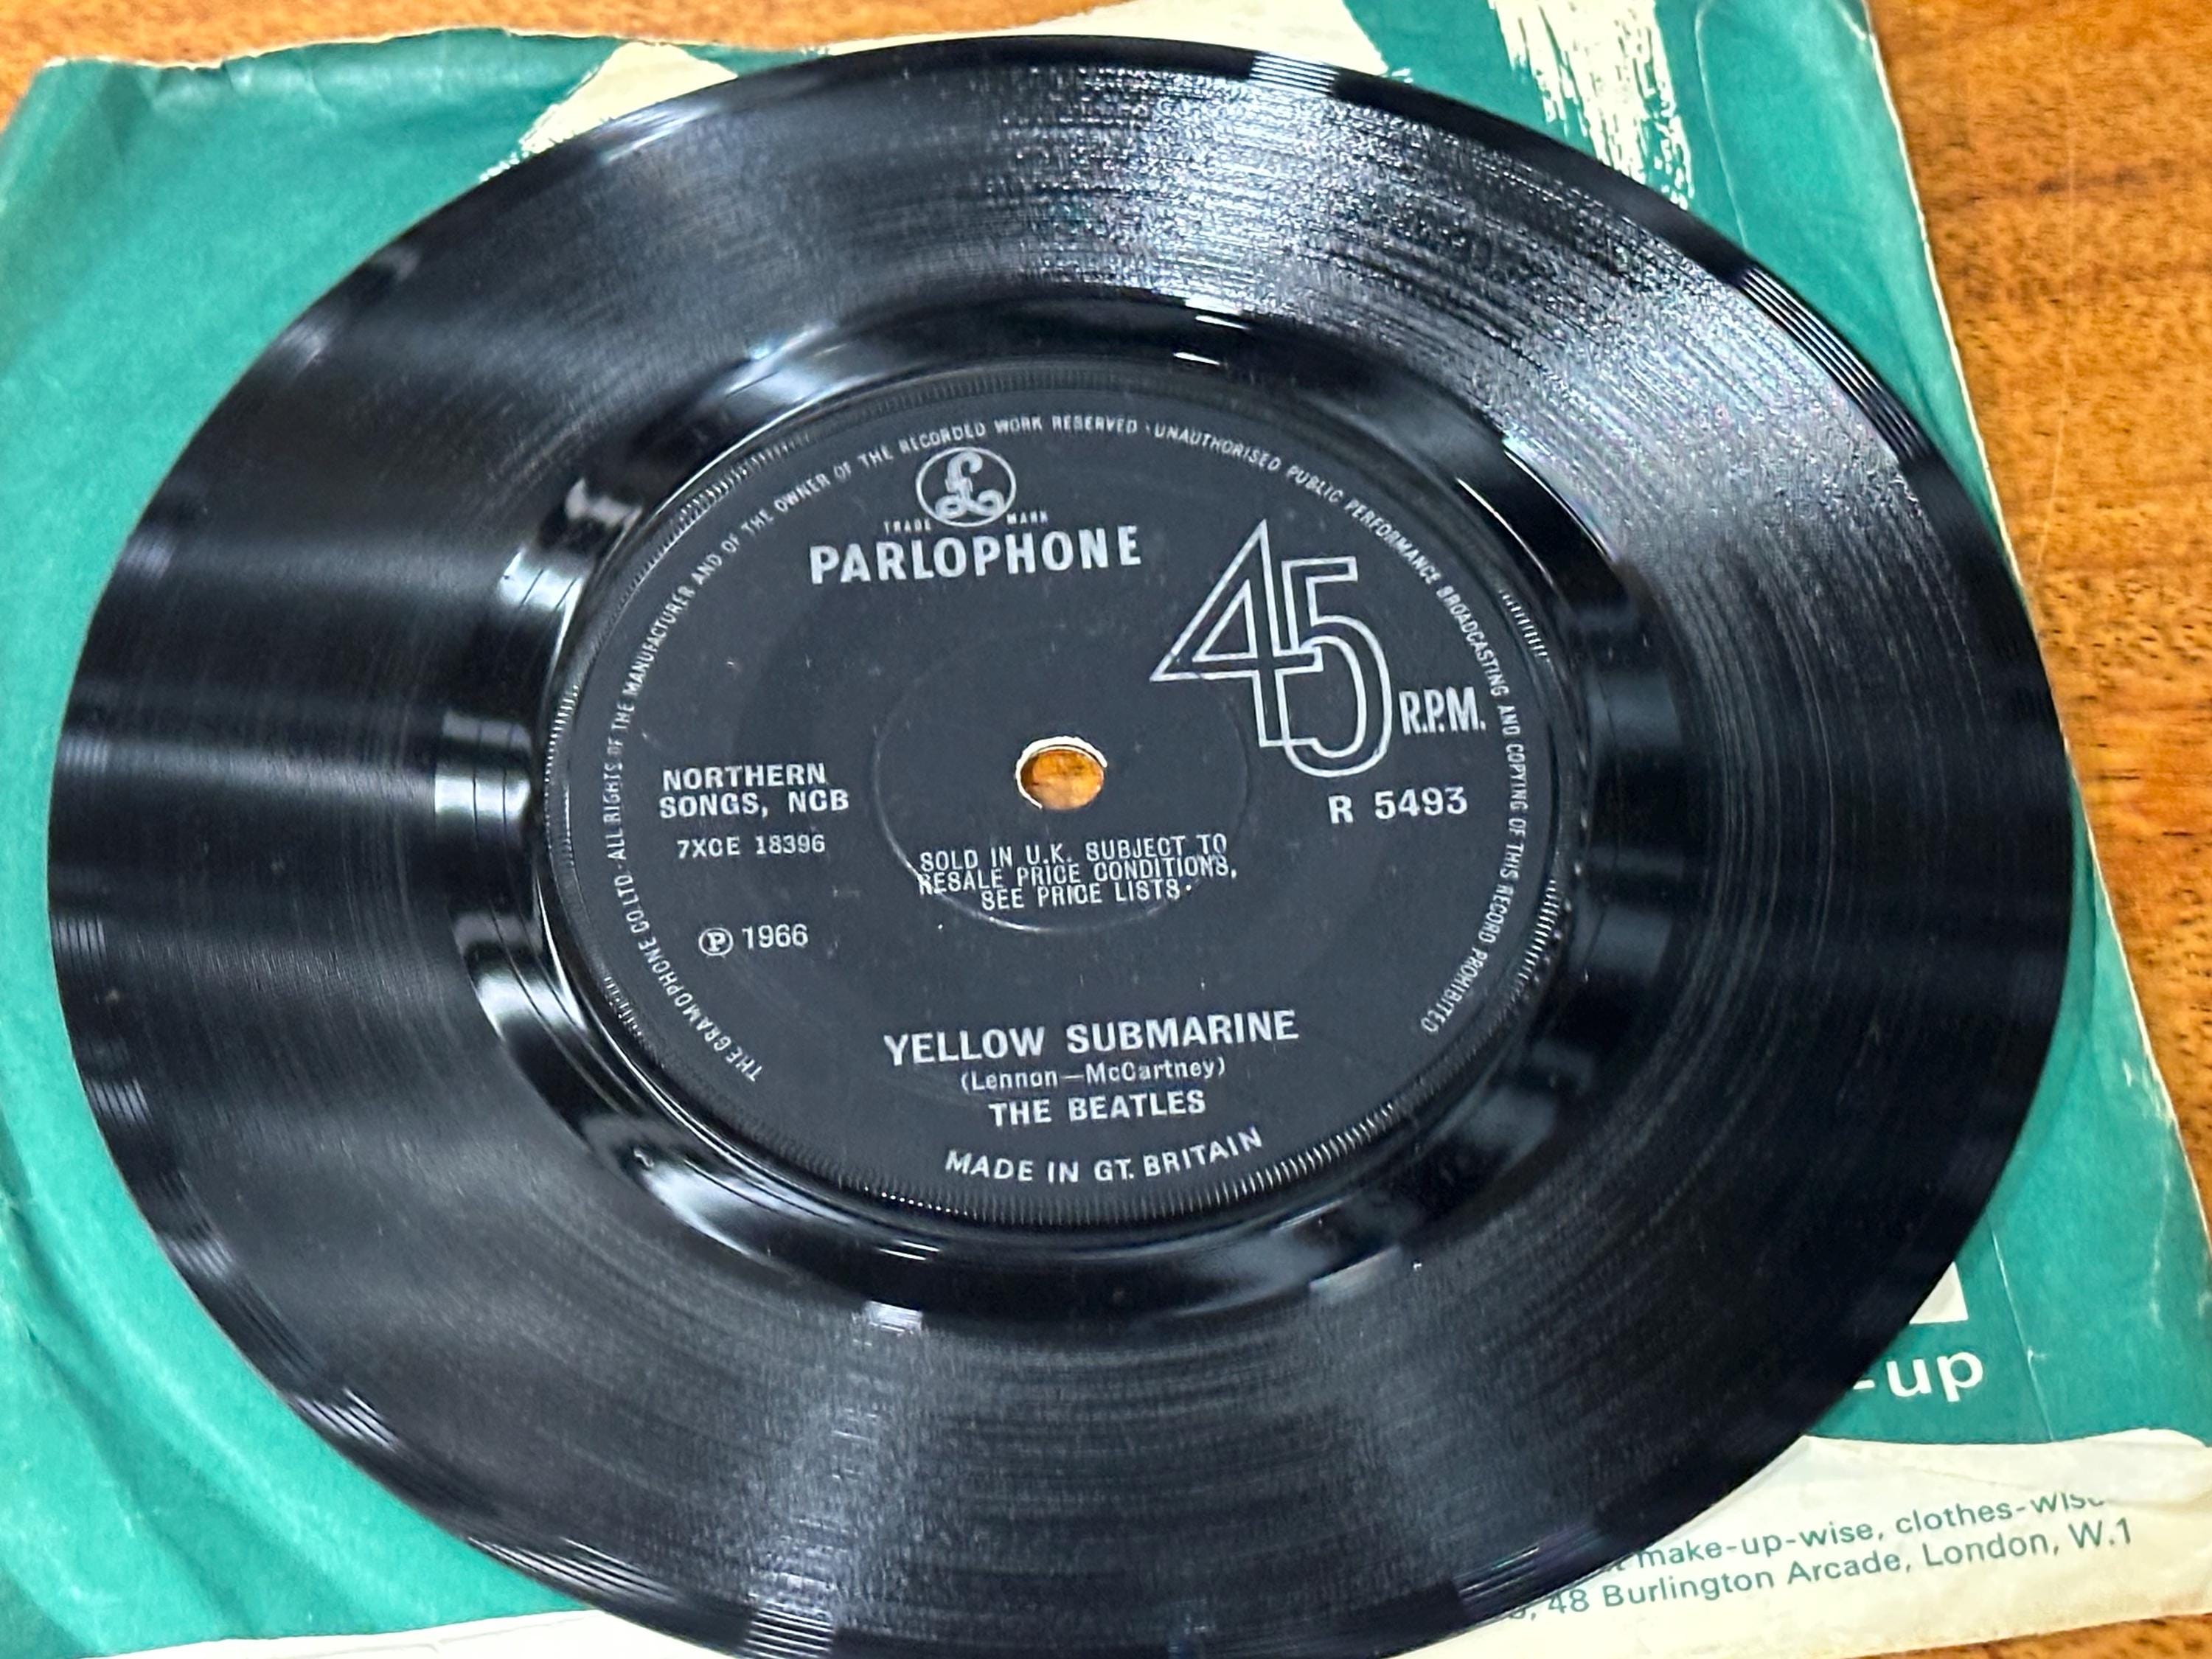 THE GRAMOPHONE CO LTD · ALL RIGHTS OF THE MANUFACTURER AND OF THE OWNER OF THE RECORDED WORK RESERVED · UNAUTHORISED PUBLIC PERFORMANCE BROADCASTING AND COPYING OF THIS RECORD PROHIBITED
£
TRADE MARK
PARLOPHONE
45 R.P.M.
NORTHERN
SONGS, NCB
R 5493
7XCE 18396
SOLD IN U.K. SUBJECT TO
RESALE PRICE CONDITIONS,
SEE PRICE LISTS·
℗ 1966
YELLOW SUBMARINE
(Lennon—McCartney)
THE BEATLES
MADE IN GT. BRITAIN
-up
make-up-wise, clothes-wise
48 Burlington Arcade, London, W.1